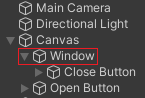 Main Camera
Directional Light
Canvas
Window
Close Button
Open Button